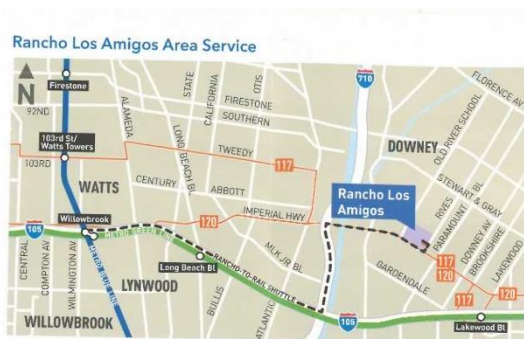 Rancho Los Amigos Area Service
N
Firestone
92ND
103rd St/
Watts Towers
103RD
ALAMEDA
STATE
CALIFORNIA
LONG BEACH BL
OTIS
FIRESTONE
SOUTHERN
TWEEDY
117
710
FLORENCE AV
OLD RIVER SCHOOL
DOWNEY
STEWART & GRAY
BL
WATTS
CENTURY
ABBOTT
Rancho Los
Amigos
RIVES
PARAMOUNT
DOWNEY AV
BROOKSHIRE
LAKEWOOD
Willowbrook
120
IMPERIAL HWY
105
METRO GREEN LINE
MLK JR BL
CENTRAL
COMPTON AV
WILMINGTON AV
METRO BLUE LINE
Long Beach Bl
RANCHO-TO-RAIL SHUTTLE
117
120
GARDENDALE
LYNWOOD
BULLIS
ATLANTIC
117
120
WILLOWBROOK
105
Lakewood Bl